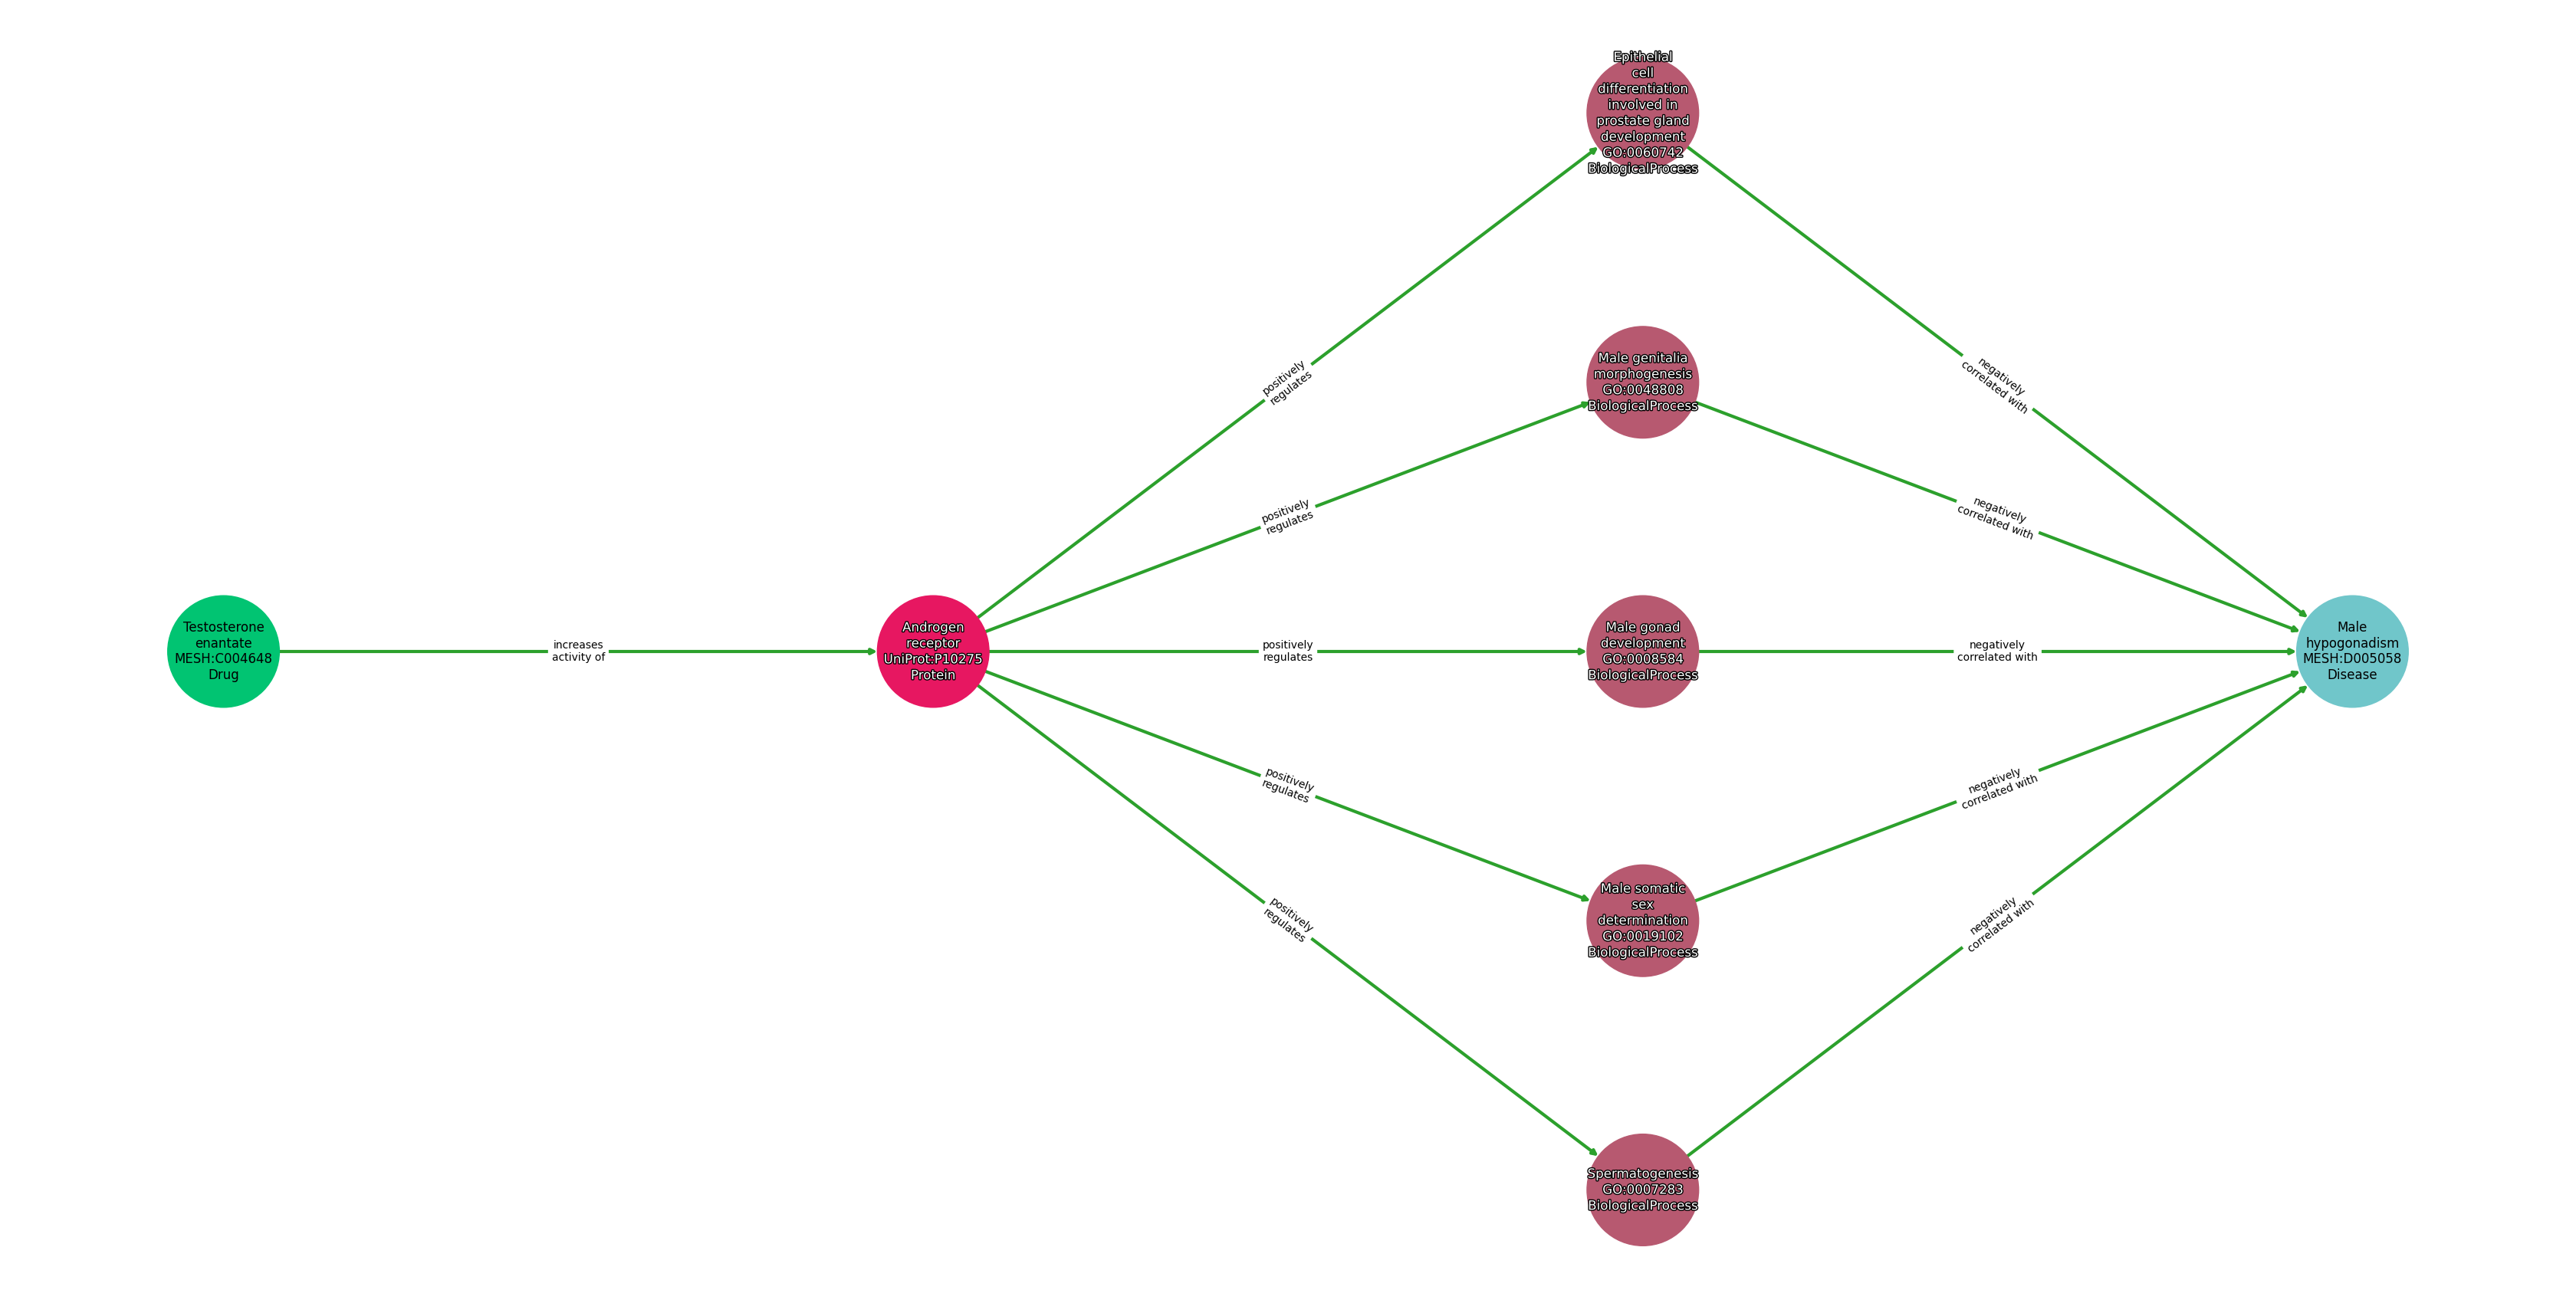 Testosterone
enantate
MESH:C004648
Drug
increases
activity of
Androgen
receptor
UniProt:P10275
Protein
positively
regulates
positively
regulates
positively
regulates
positively
regulates
positively
regulates
Epithelial
cell
differentiation
involved in
prostate gland
development
GO:0060742
BiologicalProcess
Male genitalia
morphogenesis
GO:0048808
BiologicalProcess
Male gonad
development
GO:0008584
BiologicalProcess
Male somatic
sex
determination
GO:0019102
BiologicalProcess
Spermatogenesis
GO:0007283
BiologicalProcess
negatively
correlated with
negatively
correlated with
negatively
correlated with
negatively
correlated with
negatively
correlated with
Male
hypogonadism
MESH:D005058
Disease